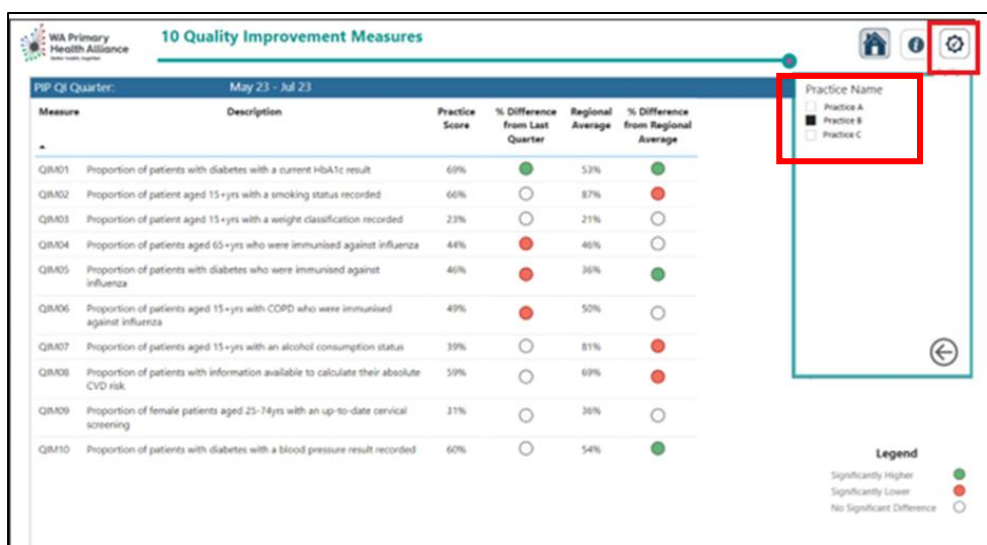 WA Primary
Health Alliance
Better health, together
10 Quality Improvement Measures
PIP QI Quarter: May 23 - Jul 23
Measure Description Practice Score % Difference from Last Quarter Regional Average % Difference from Regional Average
QIM01 Proportion of patients with diabetes with a current HbA1c result 69% 53%
QIM02 Proportion of patient aged 15+yrs with a smoking status recorded 66% 87%
QIM03 Proportion of patient aged 15+yrs with a weight classification recorded 23% 21%
QIM04 Proportion of patients aged 65+yrs who were immunised against influenza 44% 46%
QIM05 Proportion of patients with diabetes who were immunised against 46% 36%
influenza
QIM06 Proportion of patients aged 15+yrs with COPD who were immunised 49% 50%
against influenza
QIM07 Proportion of patients aged 15+yrs with an alcohol consumption status 39% 81%
QIM08 Proportion of patients with information available to calculate their absolute 59% 69%
CVD risk
QIM09 Proportion of female patients aged 25-74yrs with an up-to-date cervical 31% 36%
screening
QIM10 Proportion of patients with diabetes with a blood pressure result recorded 60% 54%
Practice Name
Practice A
Practice B
Practice C
Legend
Significantly Higher
Significantly Lower
No Significant Difference